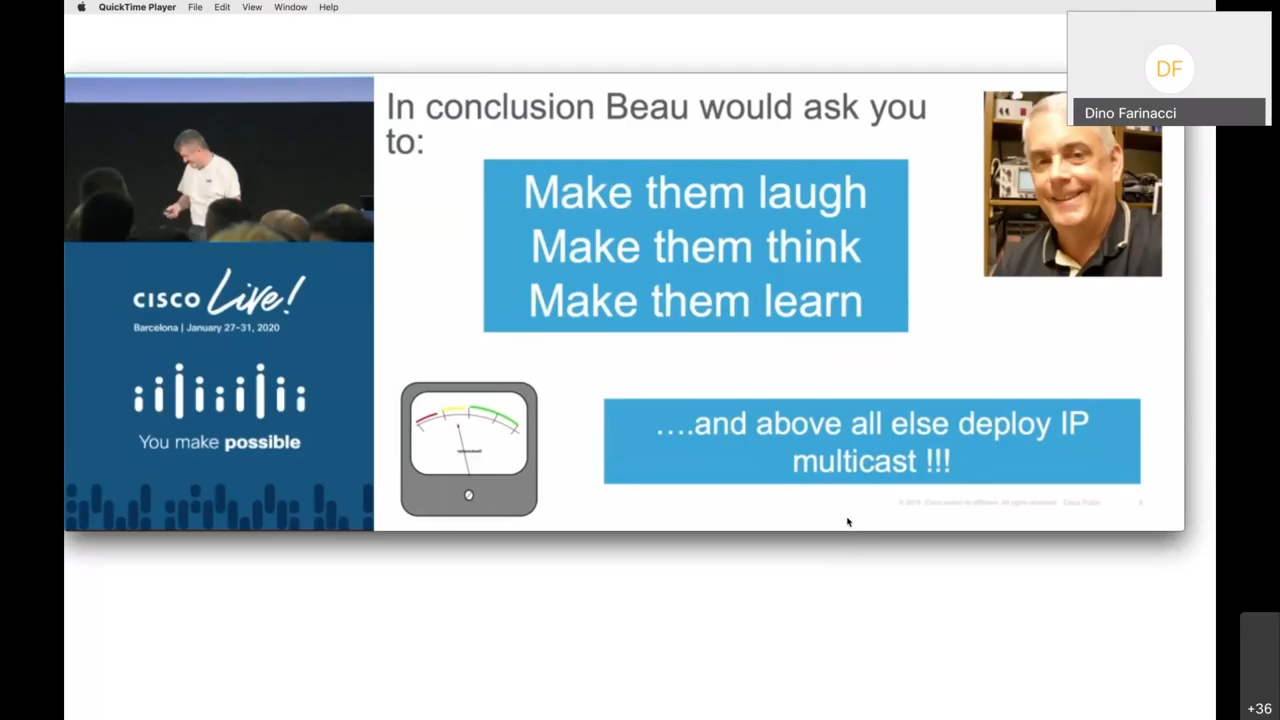 QuickTime Player File Edit View Window Help
DF
Dino Farinacci
In conclusion Beau would ask you
to:
Make them laugh
Make them think
Make them learn
CISCO Live!
Barcelona | January 27-31, 2020
You make possible
....and above all else deploy IP
multicast !!!
+36